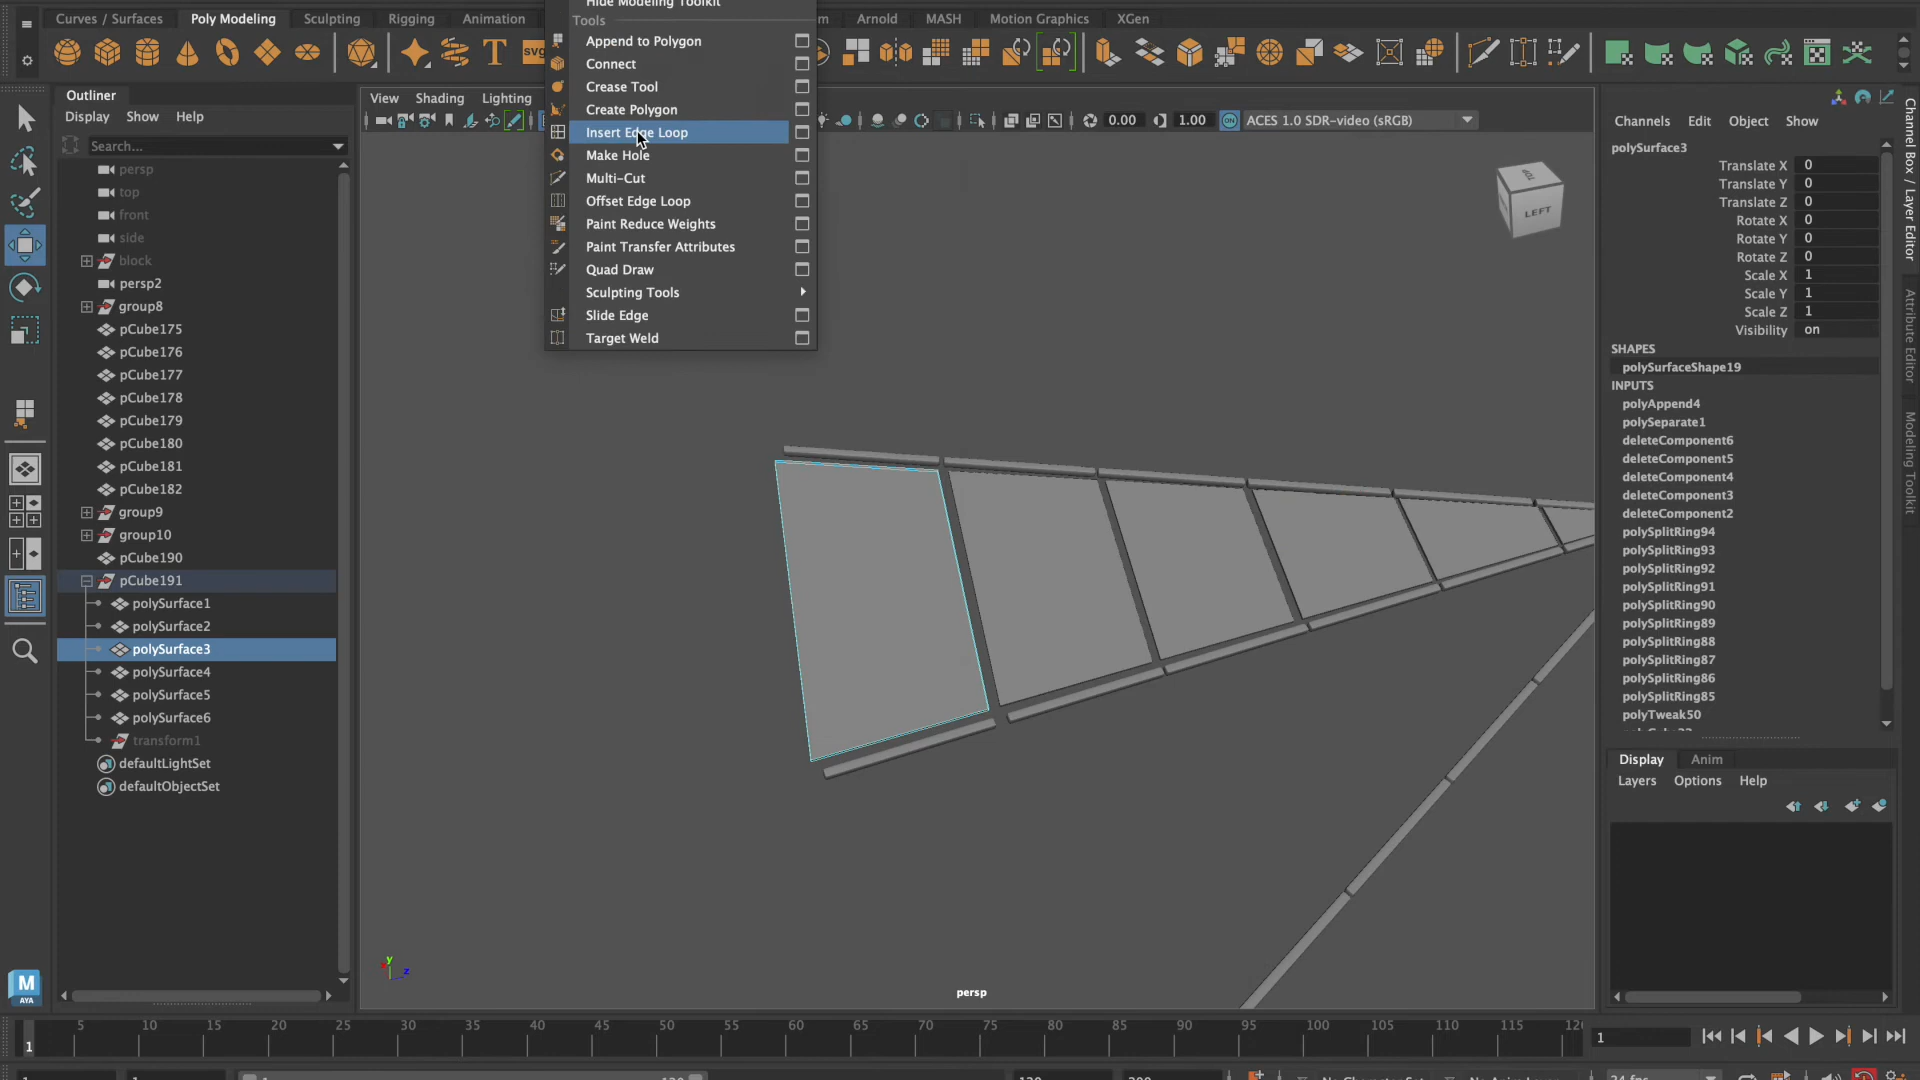 Curves / Surfaces
Poly Modeling
Sculpting
Rigging
Animation
Arnold
MASH
Motion Graphics
XGen
Hide Modeling Toolkit
Tools
Append to Polygon
Connect
Crease Tool
Create Polygon
Insert Edge Loop
Make Hole
Multi-Cut
Offset Edge Loop
Paint Reduce Weights
Paint Transfer Attributes
Quad Draw
Sculpting Tools
Slide Edge
Target Weld
Outliner
Display
Show
Help
Search...
persp
top
front
side
block
persp2
group8
pCube175
pCube176
pCube177
pCube178
pCube179
pCube180
pCube181
pCube182
group9
group10
pCube190
pCube191
polySurface1
polySurface2
polySurface3
polySurface4
polySurface5
polySurface6
transform1
defaultLightSet
defaultObjectSet
View
Shading
Lighting
0.00
1.00
ON
ACES 1.0 SDR-video (sRGB)
TOP
LEFT
y
z
persp
Channels
Edit
Object
Show
polySurface3
Translate X 0
Translate Y 0
Translate Z 0
Rotate X 0
Rotate Y 0
Rotate Z 0
Scale X 1
Scale Y 1
Scale Z 1
Visibility on
SHAPES
polySurfaceShape19
INPUTS
polyAppend4
polySeparate1
deleteComponent6
deleteComponent5
deleteComponent4
deleteComponent3
deleteComponent2
polySplitRing94
polySplitRing93
polySplitRing92
polySplitRing91
polySplitRing90
polySplitRing89
polySplitRing88
polySplitRing87
polySplitRing86
polySplitRing85
polyTweak50
Display
Anim
Layers
Options
Help
Channel Box / Layer Editor
Attribute Editor
Modeling Toolkit
M
AYA
5 10 15 20 25 30 35 40 45 50 55 60 65 70 75 80 85 90 95 100 105 110 115
1
1